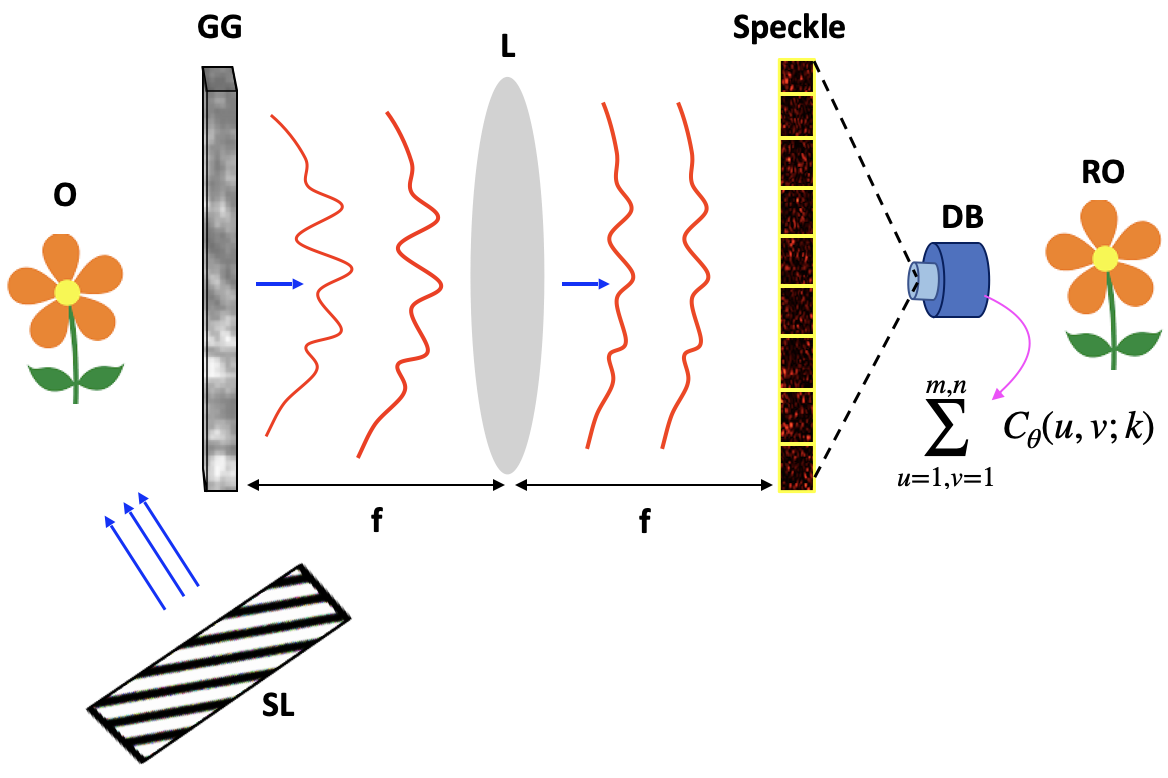 GG
L
Speckle
O
RO
DB
m,n
∑ C_θ(u, v; k)
u=1,v=1
f
f
SL